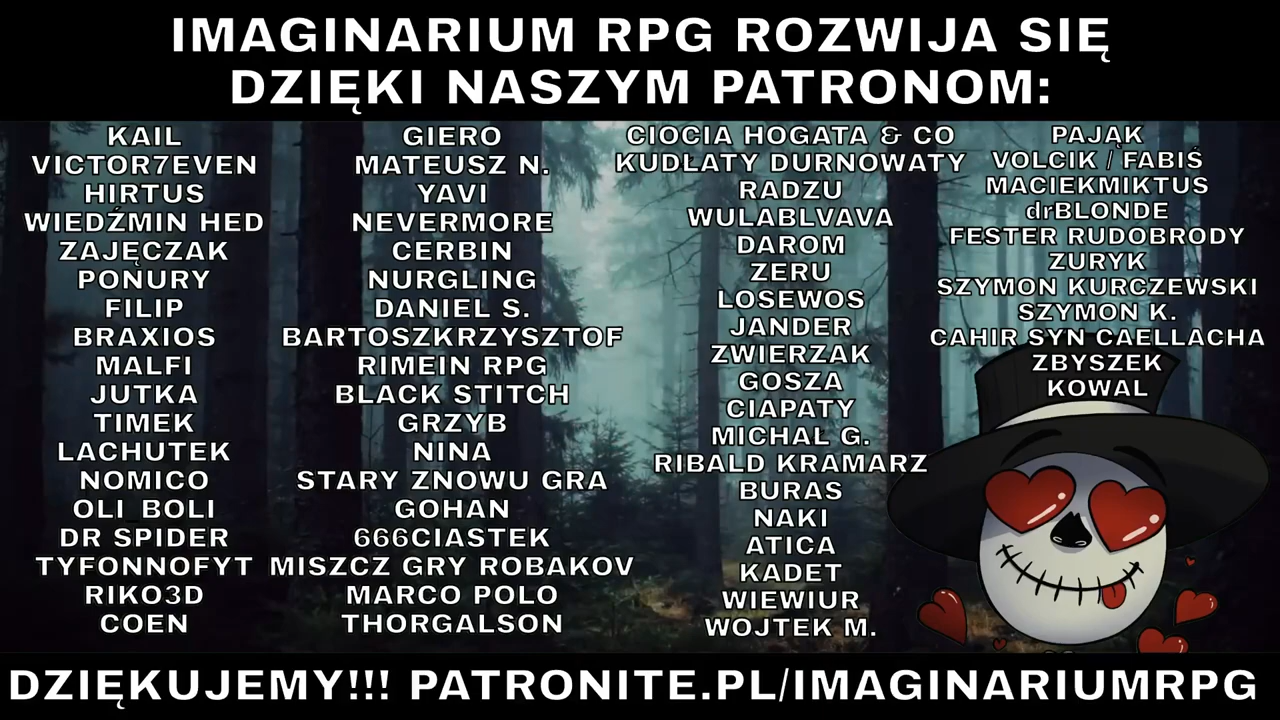 IMAGINARIUM RPG ROZWIJA SIĘ
DZIĘKI NASZYM PATRONOM:
KAIL
VICTOR7EVEN
HIRTUS
WIEDŹMIN HED
ZAJĘCZAK
PONURY
FILIP
BRAXIOS
MALFI
JUTKA
TIMEK
LACHUTEK
NOMICO
OLI_BOLI
DR SPIDER
TYFONNOFYT
RIKO3D
COEN
GIERO
MATEUSZ N.
YAVI
NEVERMORE
CERBIN
NURGLING
DANIEL S.
BARTOSZKRZYSZTOF
RIMEIN RPG
BLACK STITCH
GRZYB
NINA
STARY ZNOWU GRA
GOHAN
666CIASTEK
MISZCZ GRY ROBAKOV
MARCO POLO
THORGALSON
CIOCIA HOGATA & CO
KUDŁATY DURNOWATY
RADZU
WULABLVAVA
DAROM
ZERU
LOSEWOS
JANDER
ZWIERZAK
GOSZA
CIAPATY
MICHAŁ G.
RIBALD KRAMARZ
BURAS
NAKI
ATICA
KADET
WIEWIUR
WOJTEK M.
PAJĄK
VOLCIK / FABIŚ
MACIEKMIKTUS
drBLONDE
FESTER RUDOBRODY
ZURYK
SZYMON KURCZEWSKI
SZYMON K.
CAHIR SYN CAELLACHA
ZBYSZEK
KOWAL
DZIĘKUJEMY!!! PATRONITE.PL/IMAGINARIUMRPG